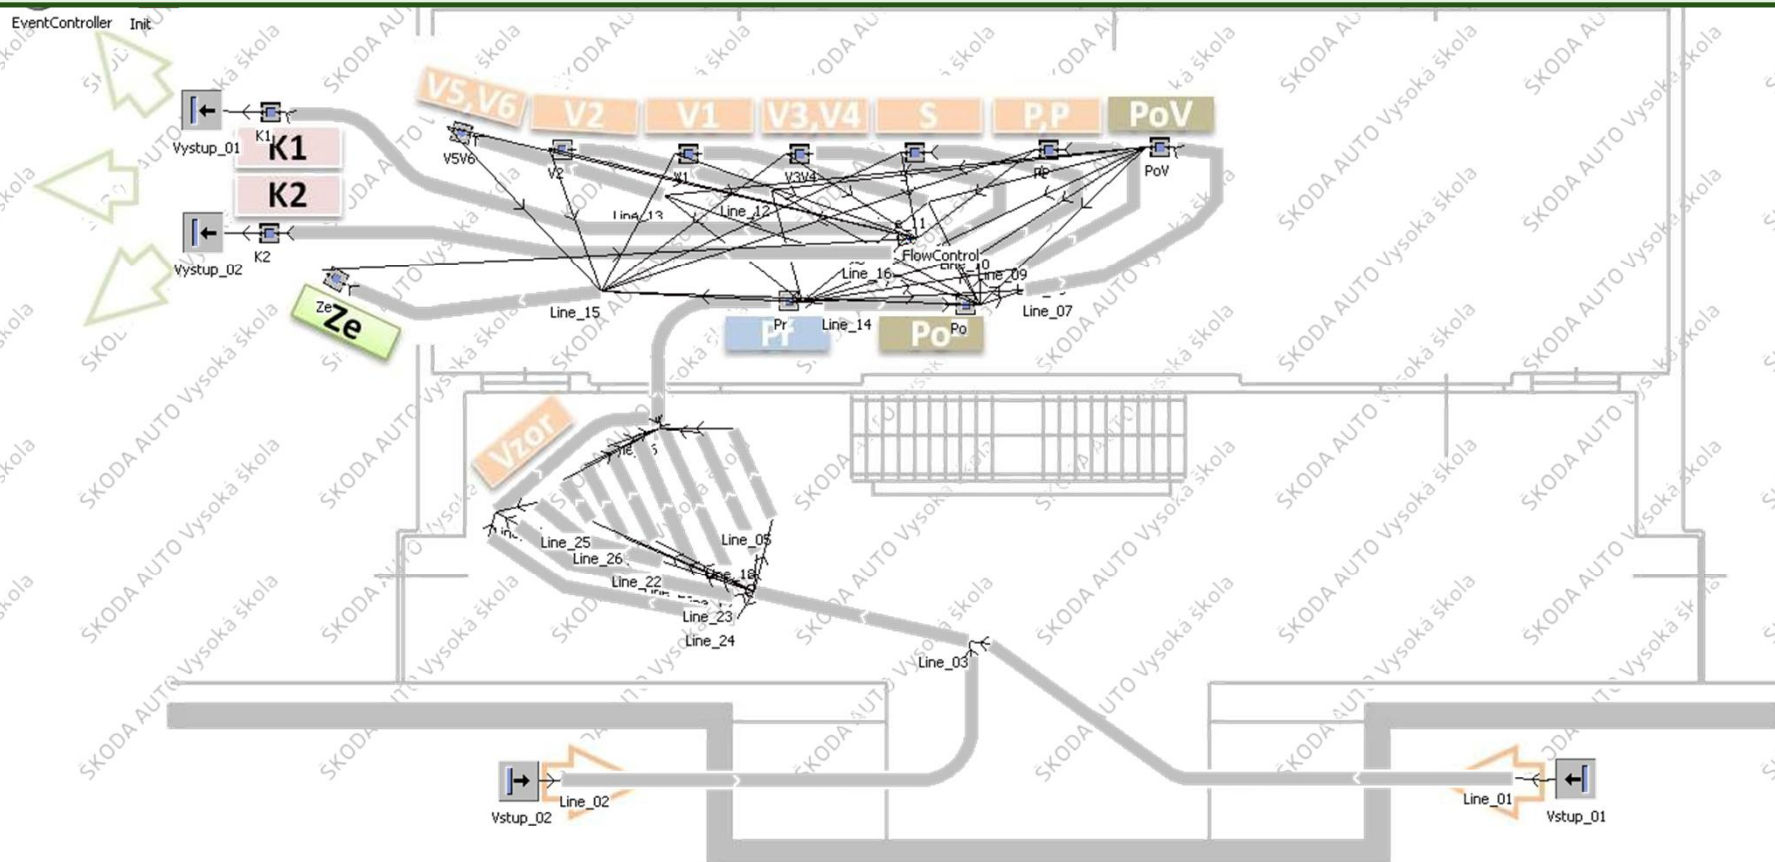 EventController
Init
V5,V6
V2
V1
V3,V4
S
P,P
PoV
Vystup_01
K1
K1
K2
Vystup_02
K2
V5V6
V2
V3V4
PoV
Line_13
Line_12
FlowControl
Line_16
Line_15
Ze
Ze
Pr
Line_14
Po
Line_07
Po
Vzor
Line_25
Line_26
Line_22
Line_05
Line_23
Line_24
Line_03
Vstup_02
Line_02
Line_01
Vstup_01
ŠKODA AUTO Vysoká škola